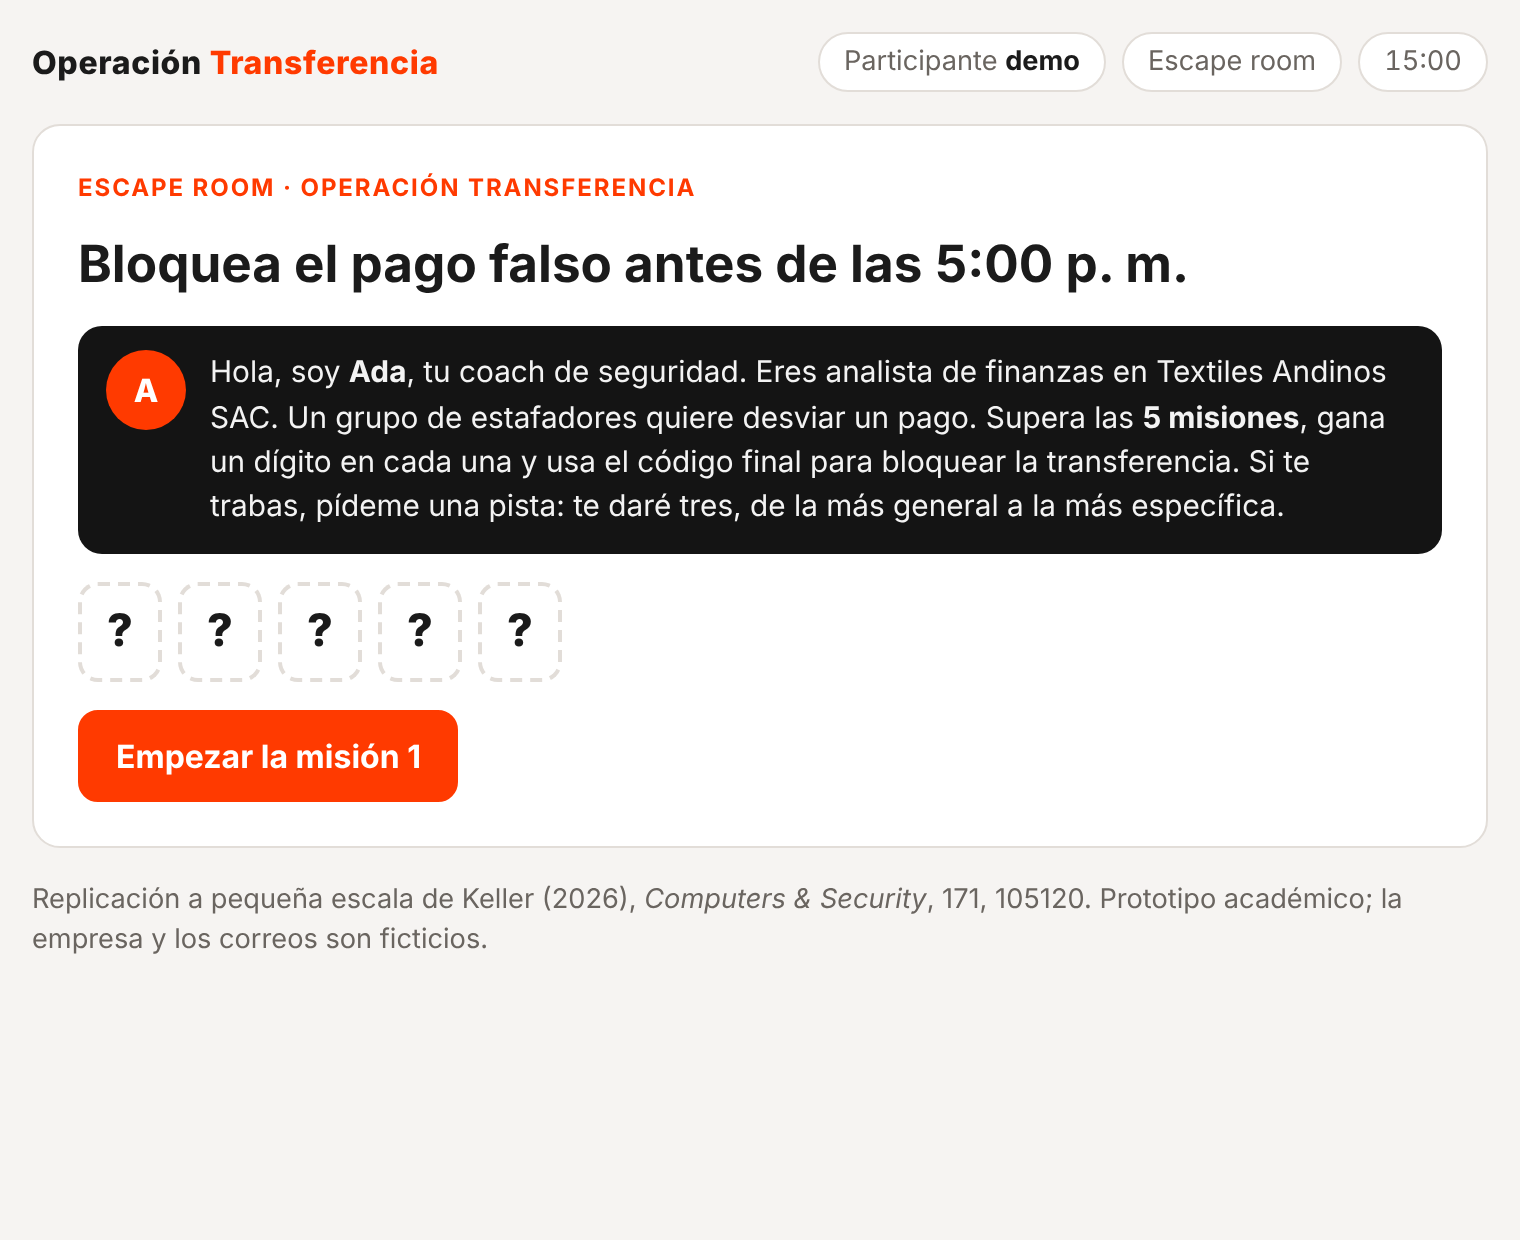 Operación Transferencia
Participante demo
Escape room
15:00
ESCAPE ROOM · OPERACIÓN TRANSFERENCIA
Bloquea el pago falso antes de las 5:00 p. m.
A
Hola, soy Ada, tu coach de seguridad. Eres analista de finanzas en Textiles Andinos
SAC. Un grupo de estafadores quiere desviar un pago. Supera las 5 misiones, gana
un dígito en cada una y usa el código final para bloquear la transferencia. Si te
trabas, pídeme una pista: te daré tres, de la más general a la más específica.
? ? ? ? ?
Empezar la misión 1
Replicación a pequeña escala de Keller (2026), Computers & Security, 171, 105120. Prototipo académico; la
empresa y los correos son ficticios.